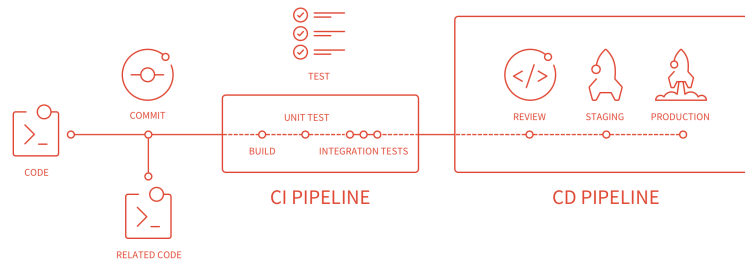 TEST
COMMIT
UNIT TEST
REVIEW
STAGING
PRODUCTION
BUILD
INTEGRATION TESTS
CODE
CI PIPELINE
CD PIPELINE
RELATED CODE